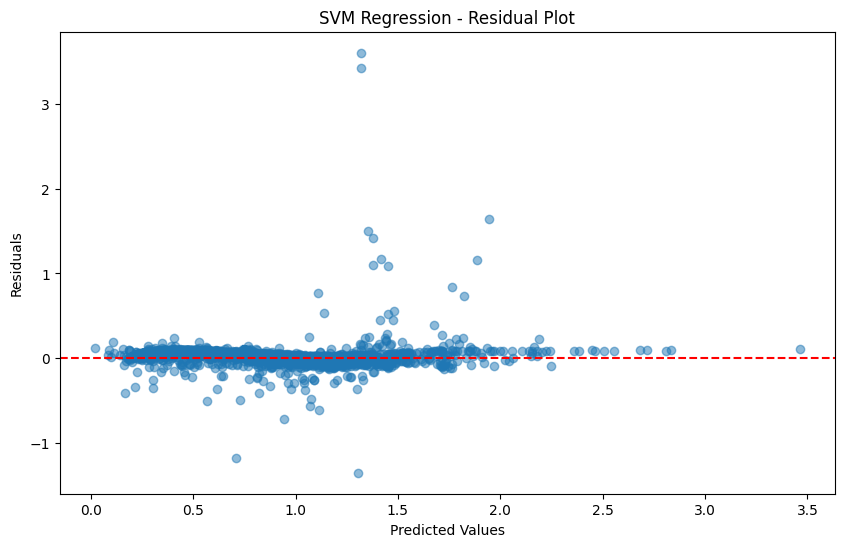 SVM Regression - Residual Plot
Residuals
3
2
1
0
−1
0.0 0.5 1.0 1.5 2.0 2.5 3.0 3.5
Predicted Values